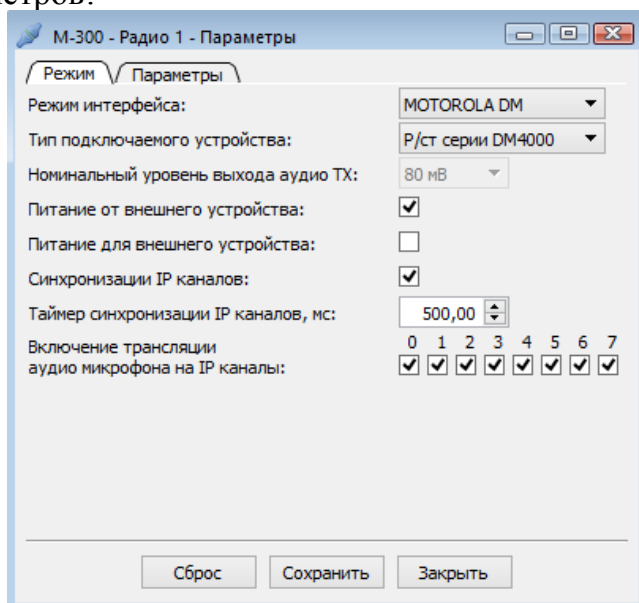 М-300 - Радио 1 - Параметры
Режим Параметры
Режим интерфейса: MOTOROLA DM
Тип подключаемого устройства: Р/ст серии DM4000
Номинальный уровень выхода аудио TX: 80 мВ
Питание от внешнего устройства:
Питание для внешнего устройства:
Синхронизации IP каналов:
Таймер синхронизации IP каналов, мс: 500,00
Включение трансляции 0 1 2 3 4 5 6 7
аудио микрофона на IP каналы:
Сброс Сохранить Закрыть